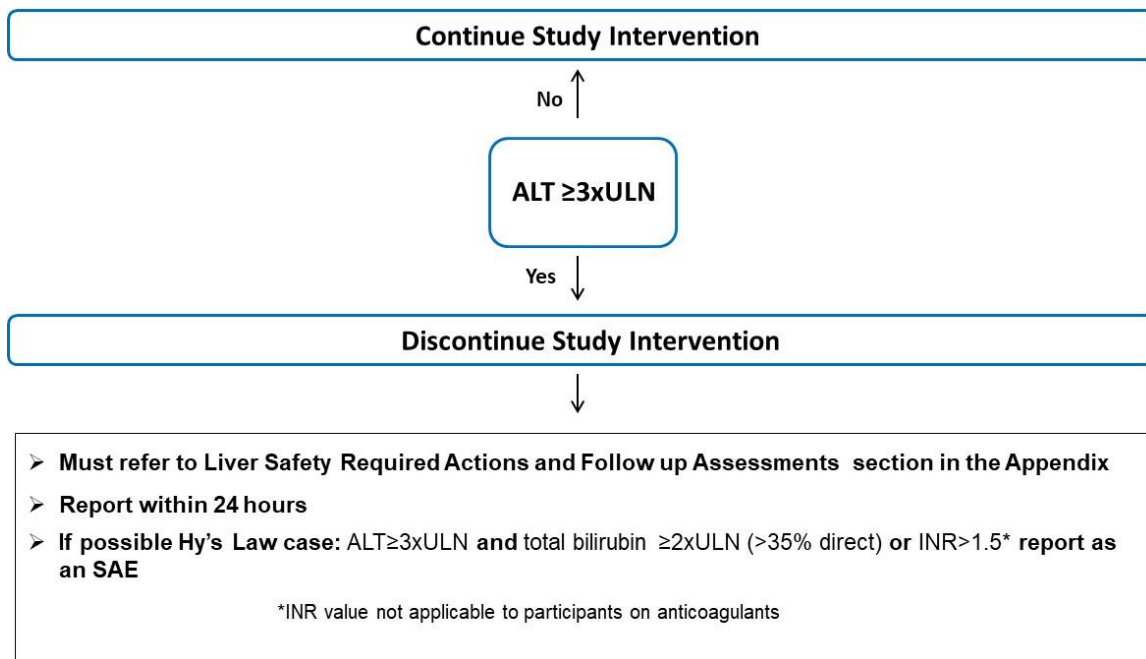 Continue Study Intervention
No
ALT ≥3xULN
Yes
Discontinue Study Intervention
➢ Must refer to Liver Safety Required Actions and Follow up Assessments section in the Appendix
➢ Report within 24 hours
➢ If possible Hy's Law case: ALT≥3xULN and total bilirubin ≥2xULN (>35% direct) or INR>1.5* report as
an SAE
*INR value not applicable to participants on anticoagulants